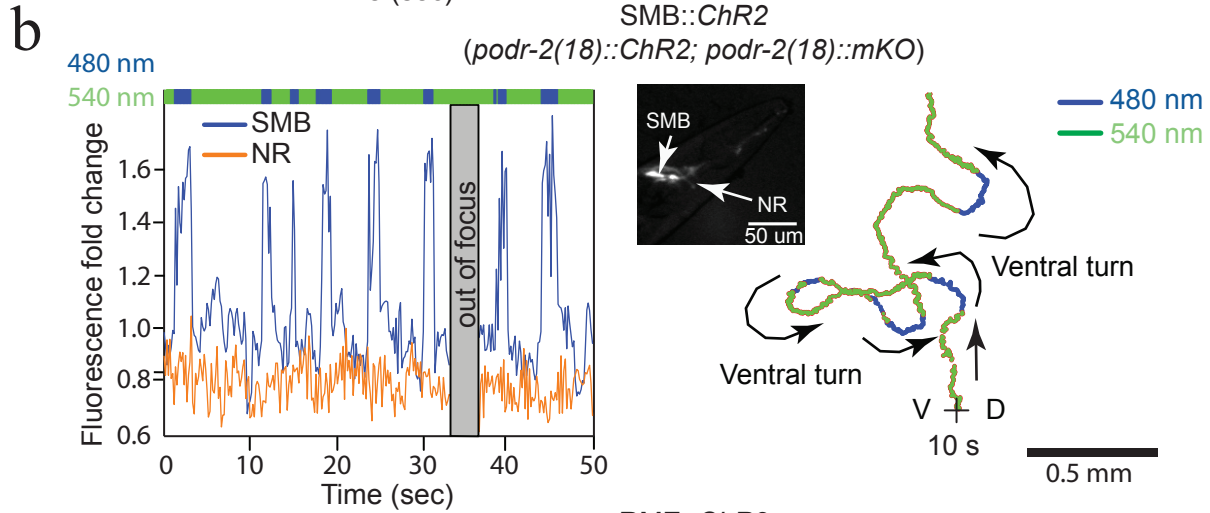 b
SMB::ChR2
(podr-2(18)::ChR2; podr-2(18)::mKO)
480 nm
540 nm
SMB
NR
Fluorescence fold change
1.6
1.4
1.2
1.0
0.8
0.6
out of focus
0
10
20
30
40
50
Time (sec)
SMB
NR
50 um
480 nm
540 nm
Ventral turn
Ventral turn
V
D
10 s
0.5 mm